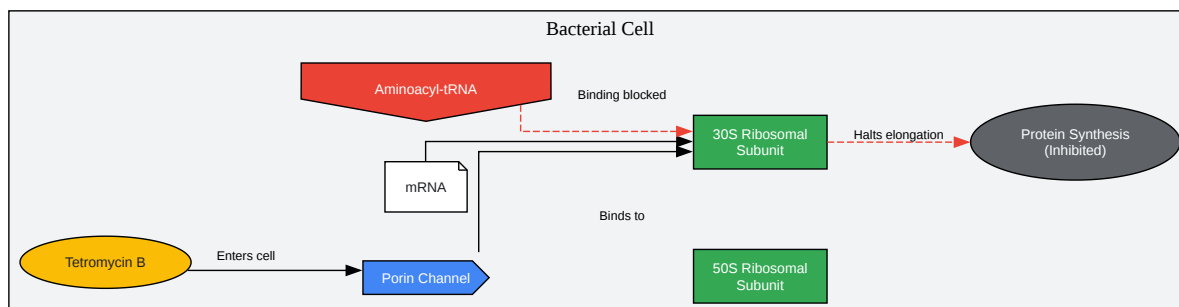 Bacterial Cell
Aminoacyl-tRNA
Binding blocked
30S Ribosomal
Subunit
Halts elongation
Protein Synthesis
(Inhibited)
mRNA
Binds to
Tetromycin B
Enters cell
Porin Channel
50S Ribosomal
Subunit